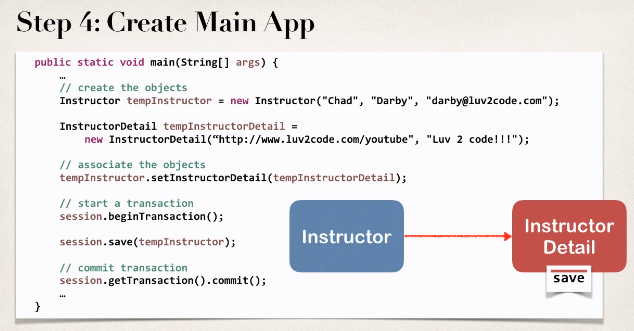 Step 4: Create Main App
public static void main(String[] args) {
…
// create the objects
Instructor tempInstructor = new Instructor("Chad", "Darby", "darby@luv2code.com");
InstructorDetail tempInstructorDetail =
new InstructorDetail(“http://www.luv2code.com/youtube", "Luv 2 code!!!");
// associate the objects
tempInstructor.setInstructorDetail(tempInstructorDetail);
// start a transaction
session.beginTransaction();
session.save(tempInstructor);
// commit transaction
session.getTransaction().commit();
…
}
Instructor
Instructor
Detail
save